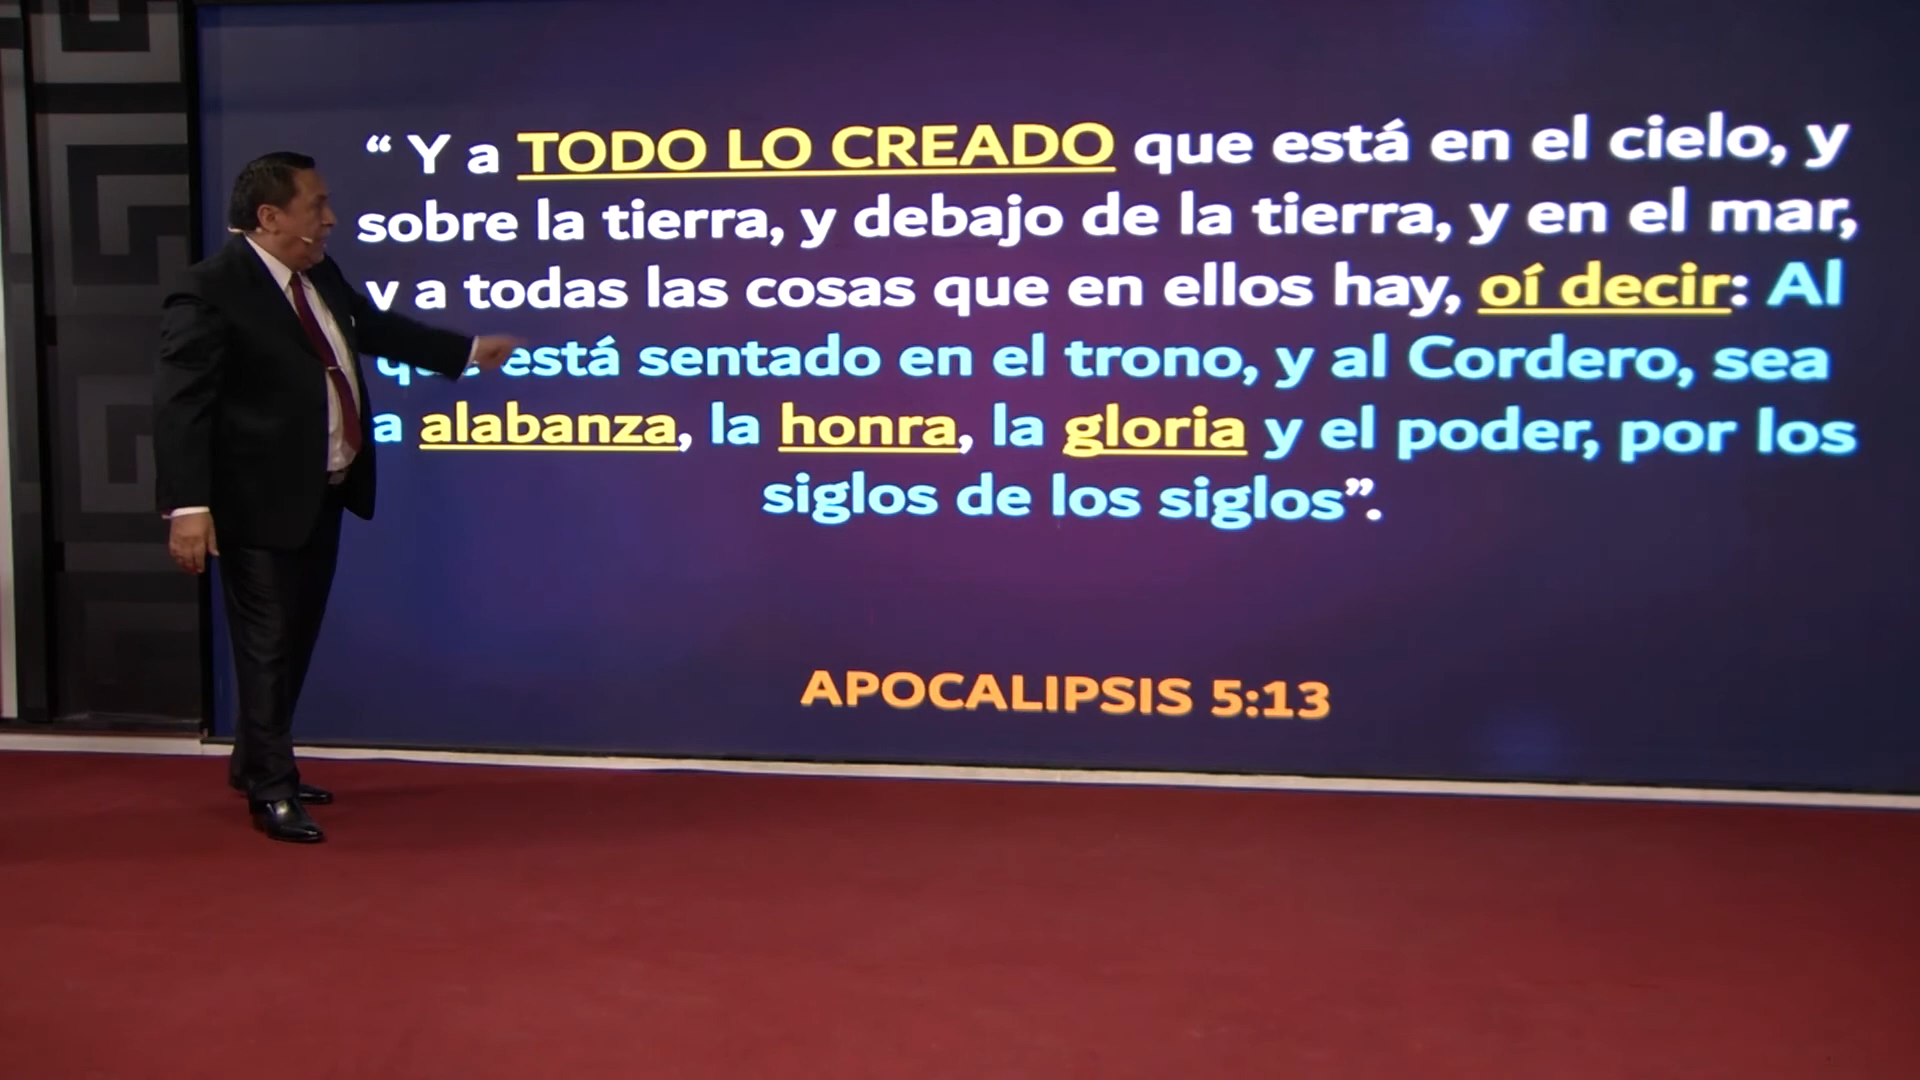 “ Y a TODO LO CREADO que está en el cielo, y
sobre la tierra, y debajo de la tierra, y en el mar,
y a todas las cosas que en ellos hay, oí decir: Al
que está sentado en el trono, y al Cordero, sea
a alabanza, la honra, la gloria y el poder, por los
siglos de los siglos”.
APOCALIPSIS 5:13